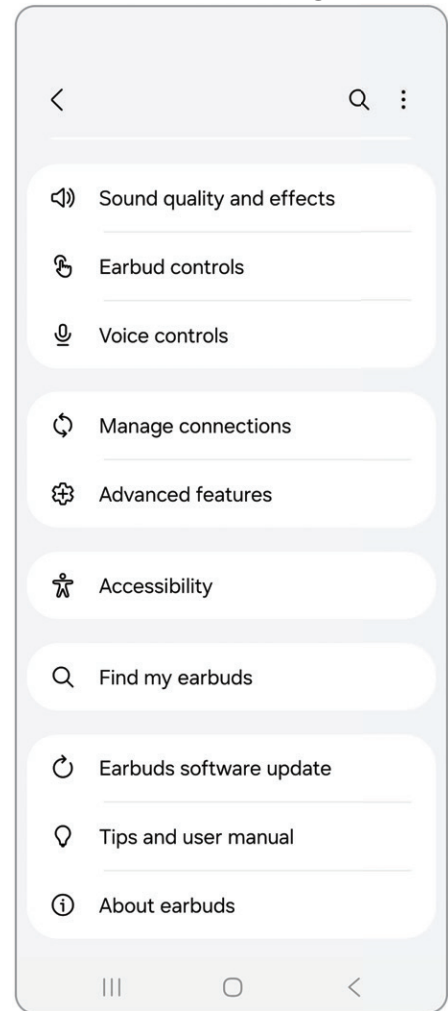 Sound quality and effects
Earbud controls
Voice controls
Manage connections
Advanced features
Accessibility
Find my earbuds
Earbuds software update
Tips and user manual
About earbuds